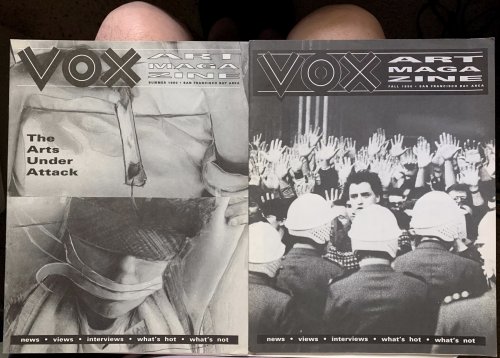 VOX
ART
MAGA
ZINE
SUMMER 1990 • SAN FRANCISCO BAY AREA
The
Arts
Under
Attack
news • views • interviews • what's hot • what's not
VOX
ART
MAGA
ZINE
FALL 1990 • SAN FRANCISCO BAY AREA
news • views • interviews • what's hot • what's not